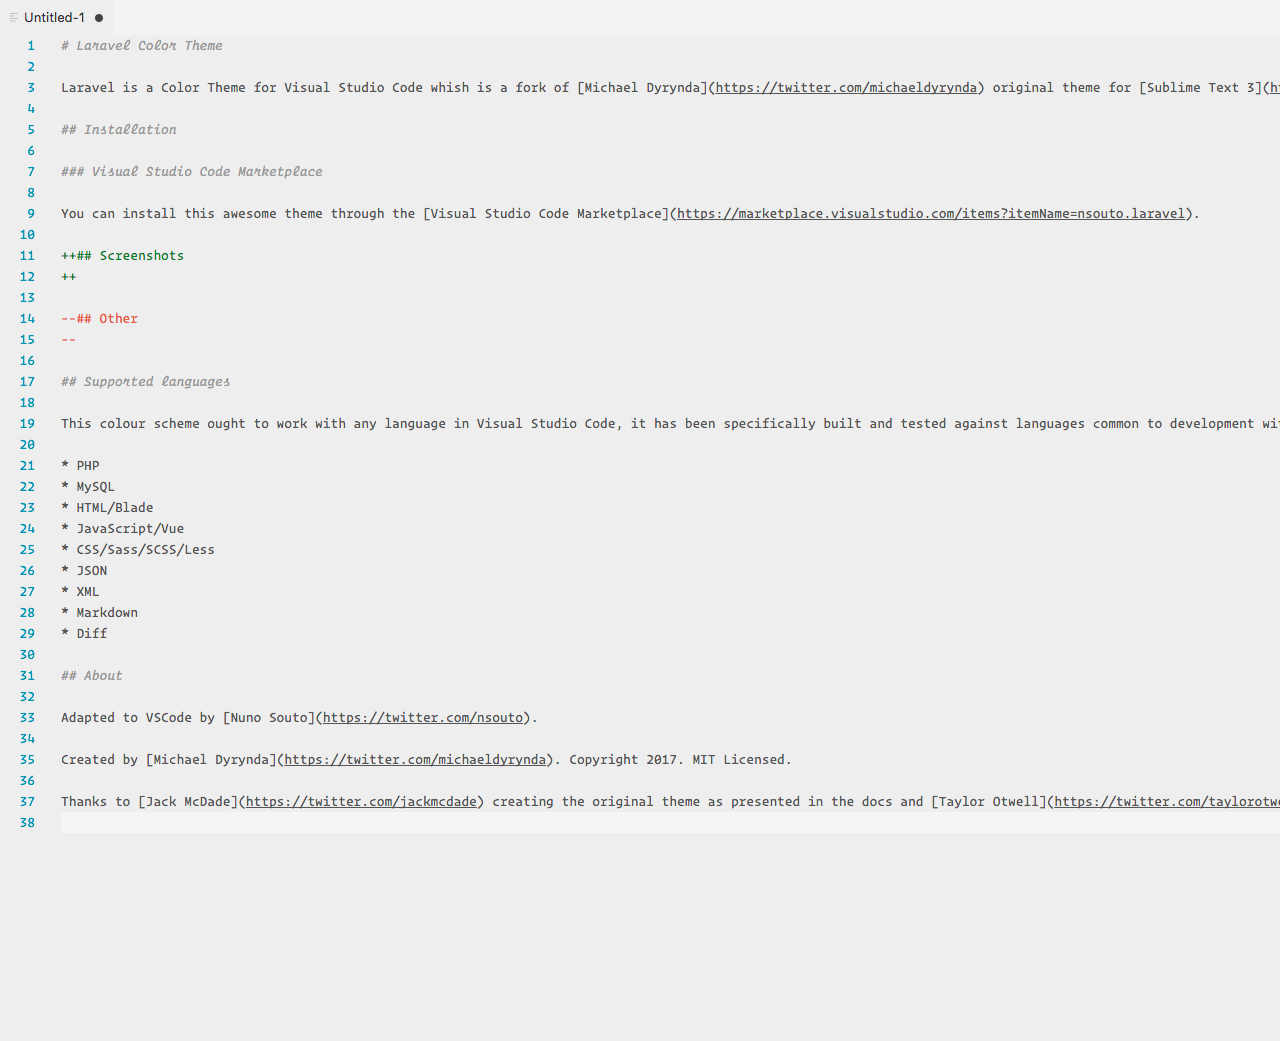 Untitled-1
1 # Laravel Color Theme
2
3 Laravel is a Color Theme for Visual Studio Code whish is a fork of [Michael Dyrynda](https://twitter.com/michaeldyrynda) original theme for [Sublime Text 3](
4
5 ## Installation
6
7 ### Visual Studio Code Marketplace
8
9 You can install this awesome theme through the [Visual Studio Code Marketplace](https://marketplace.visualstudio.com/items?itemName=nsouto.laravel).
10
11 ++## Screenshots
12 ++
13
14 --## Other
15 --
16
17 ## Supported languages
18
19 This colour scheme ought to work with any language in Visual Studio Code, it has been specifically built and tested against languages common to development
20
21 * PHP
22 * MySQL
23 * HTML/Blade
24 * JavaScript/Vue
25 * CSS/Sass/SCSS/Less
26 * JSON
27 * XML
28 * Markdown
29 * Diff
30
31 ## About
32
33 Adapted to VSCode by [Nuno Souto](https://twitter.com/nsouto).
34
35 Created by [Michael Dyrynda](https://twitter.com/michaeldyrynda). Copyright 2017. MIT Licensed.
36
37 Thanks to [Jack McDade](https://twitter.com/jackmcdade) creating the original theme as presented in the docs and [Taylor Otwell](https://twitter.com/taylorotw
38